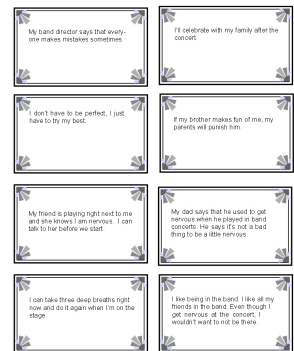 My band director says that every-
one makes mistakes sometimes.
I'll celebrate with my family after the
concert.
I don't have to be perfect, I just
have to try my best.
If my brother makes fun of me, my
parents will punish him.
My friend is playing right next to me
and she knows I am nervous. I can
talk to her before we start.
My dad says that he used to get
nervous when he played in band
concerts. He says it's not a bad
thing to be a little nervous.
I can take three deep breaths right
now and do it again when I'm on the
stage.
I like being in the band. I like all my
friends in the band. Even though I
get nervous at the concert, I
wouldn't want to not be there.